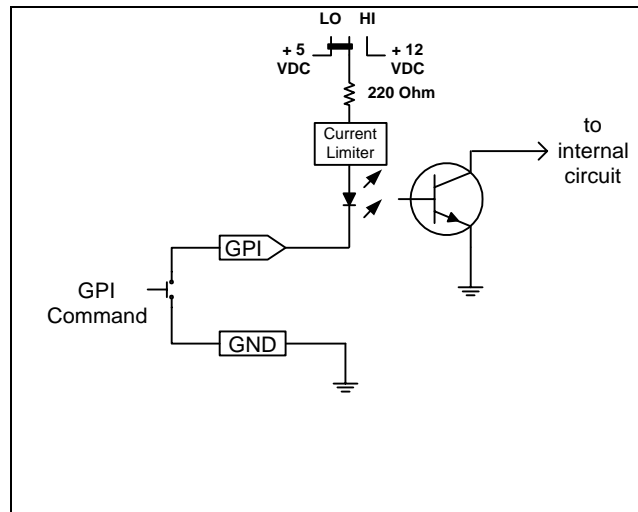 LO HI
+ 5
VDC
+ 12
VDC
220 Ohm
Current
Limiter
to
internal
circuit
GPI
GPI
Command
GND